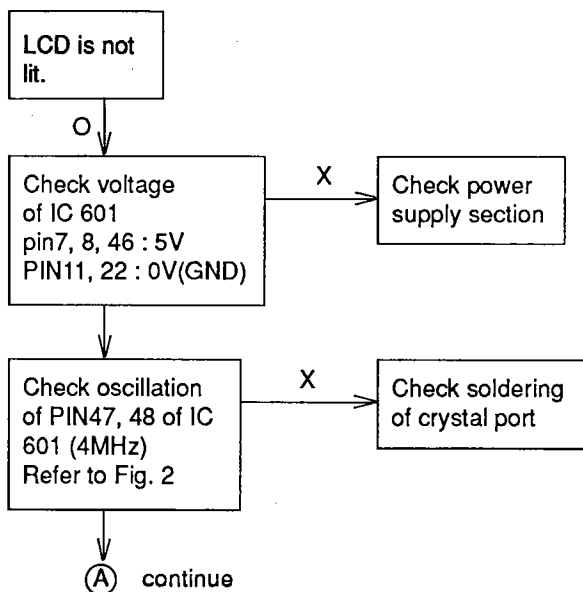 LCD is not
lit.
O
Check voltage
of IC 601
pin7, 8, 46 : 5V
PIN11, 22 : 0V(GND)
X
Check power
supply section
Check oscillation
of PIN47, 48 of IC
601 (4MHz)
Refer to Fig. 2
X
Check soldering
of crystal port
A continue